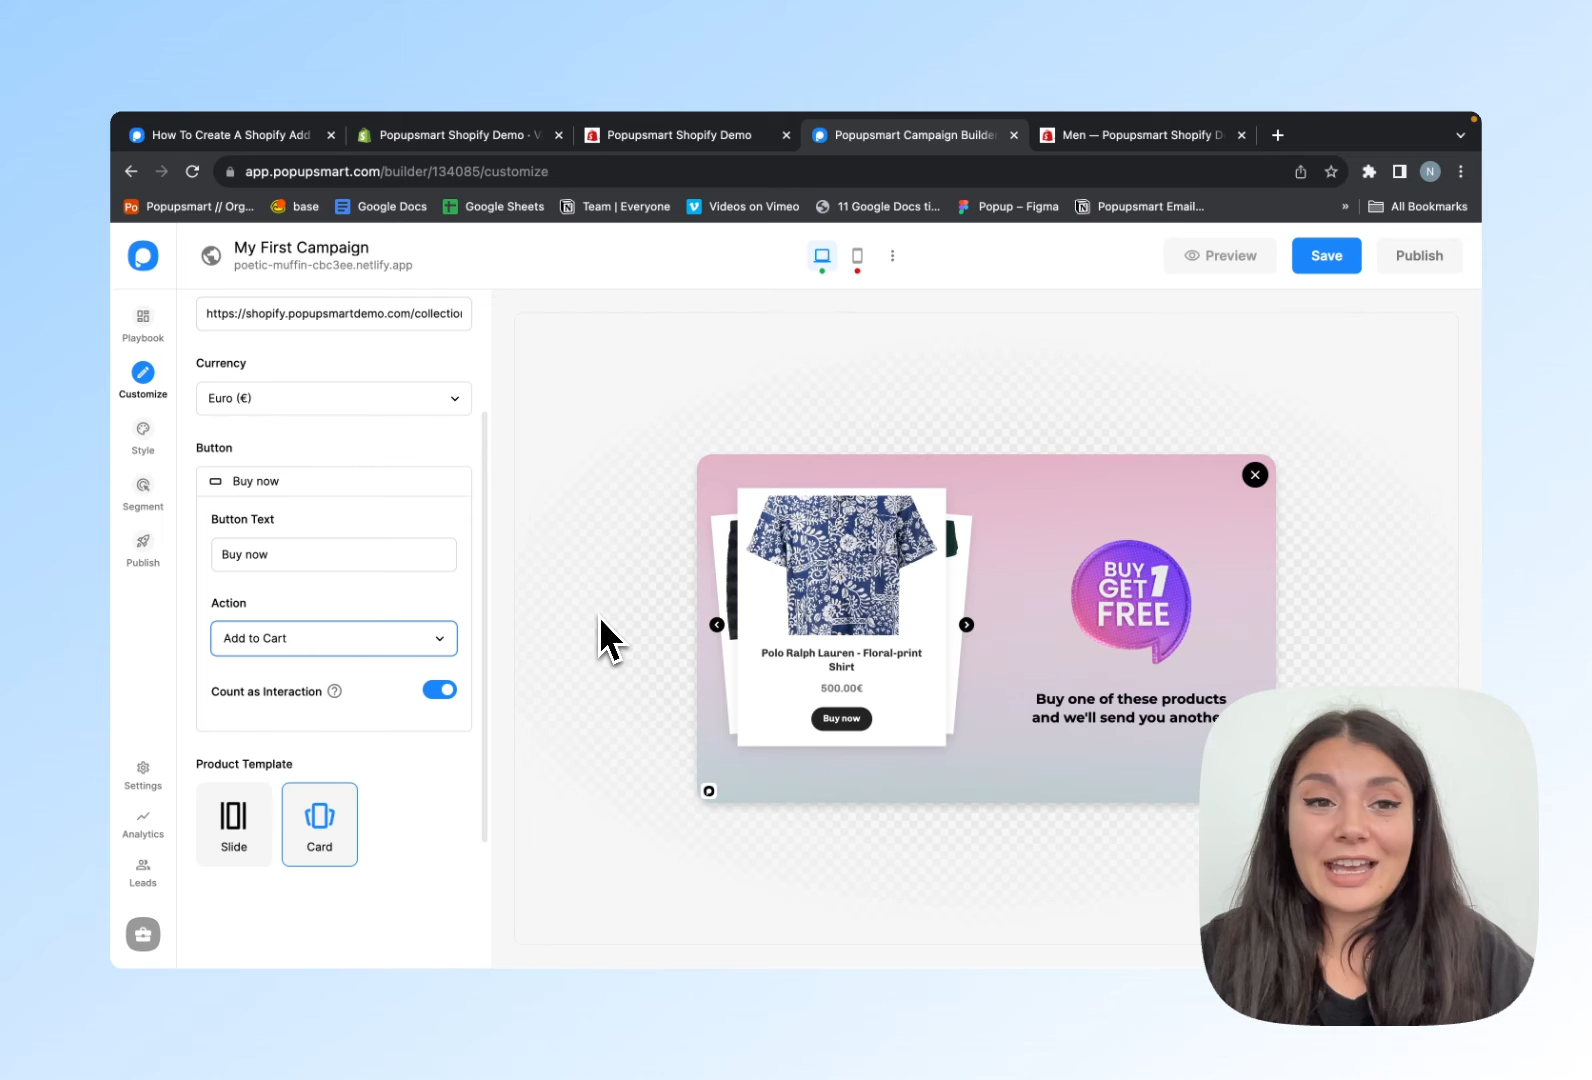 How To Create A Shopify Add
Popupsmart Shopify Demo · V
Popupsmart Shopify Demo
Popupsmart Campaign Builde
Men — Popupsmart Shopify D
app.popupsmart.com/builder/134085/customize
N
Po Popupsmart // Org...
base
Google Docs
Google Sheets
Team | Everyone
Videos on Vimeo
11 Google Docs ti...
Popup – Figma
Popupsmart Email...
»
All Bookmarks
My First Campaign
poetic-muffin-cbc3ee.netlify.app
Preview
Save
Publish
Playbook
Customize
Style
Segment
Publish
Settings
Analytics
Leads
https://shopify.popupsmartdemo.com/collection
Currency
Euro (€)
Button
Buy now
Button Text
Buy now
Action
Add to Cart
Count as Interaction ?
Product Template
Slide
Card
Polo Ralph Lauren - Floral-print
Shirt
500.00€
Buy now
BUY 1
GET
FREE
Buy one of these products
and we'll send you anothe